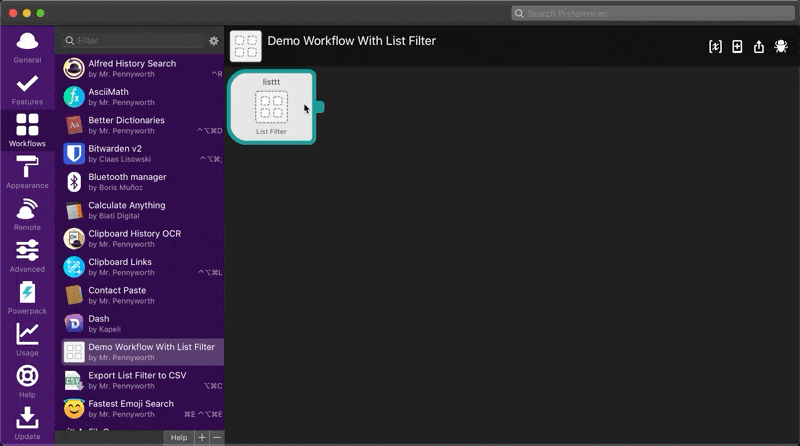 Search Preferences
General
Features
Workflows
Appearance
Remote
Advanced
Powerpack
Usage
Help
Update
Filter
Alfred History Search
by Mr. Pennyworth
^R
AsciiMath
by Mr. Pennyworth
Better Dictionaries
by Mr. Pennyworth
^⌥⌘D
Bitwarden v2
by Claas Lisowski
^⌥⌘;
Bluetooth manager
by Boris Muñoz
Calculate Anything
by Biati Digital
Clipboard History OCR
by Mr. Pennyworth
Clipboard Links
by Mr. Pennyworth
^⌥⌘L
Contact Paste
by Mr. Pennyworth
Dash
by Kapeli
Demo Workflow With List Filter
by Mr. Pennyworth
Export List Filter to CSV
by Mr. Pennyworth
⌥⌘C
CSV
Fastest Emoji Search
by Mr. Pennyworth
⌘E ^⌥⌘E
Help + −
Demo Workflow With List Filter
listtt
List Filter